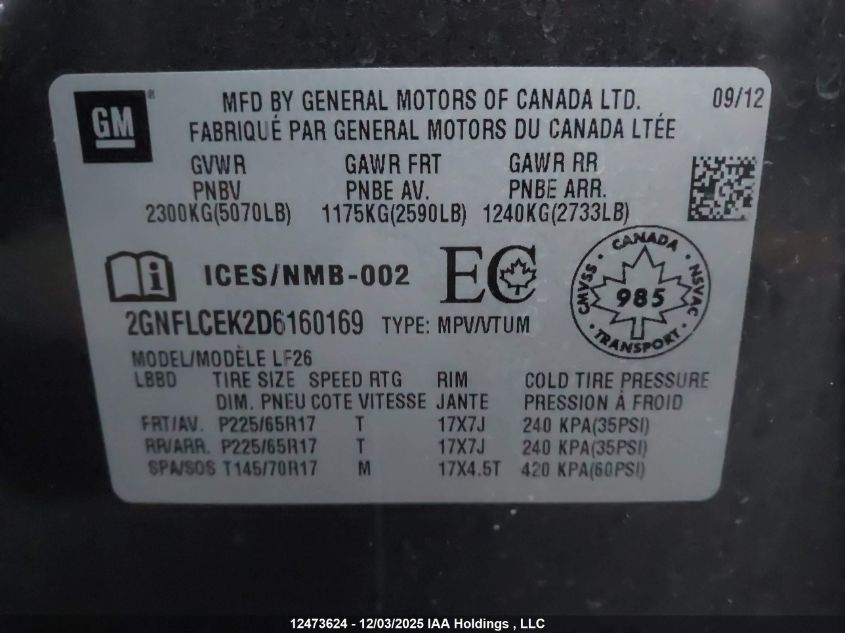 GM
MFD BY GENERAL MOTORS OF CANADA LTD. 09/12
FABRIQUÉ PAR GENERAL MOTORS DU CANADA LTÉE
GVWR GAWR FRT GAWR RR
PNBV PNBE AV. PNBE ARR.
2300KG(5070LB) 1175KG(2590LB) 1240KG(2733LB)
ICES/NMB-002 EC
CANADA
CMVSS 985 NSVAC
TRANSPORT
2GNFLCEK2D6160169 TYPE: MPV/VTUM
MODEL/MODÈLE LF26
LBBD TIRE SIZE SPEED RTG RIM COLD TIRE PRESSURE
DIM. PNEU COTE VITESSE JANTE PRESSION À FROID
FRT/AV. P225/65R17 T 17X7J 240 KPA(35PSI)
RR/ARR. P225/65R17 T 17X7J 240 KPA(35PSI)
SPA/SOS T145/70R17 M 17X4.5T 420 KPA(60PSI)
12473624 - 12/03/2025 IAA Holdings , LLC